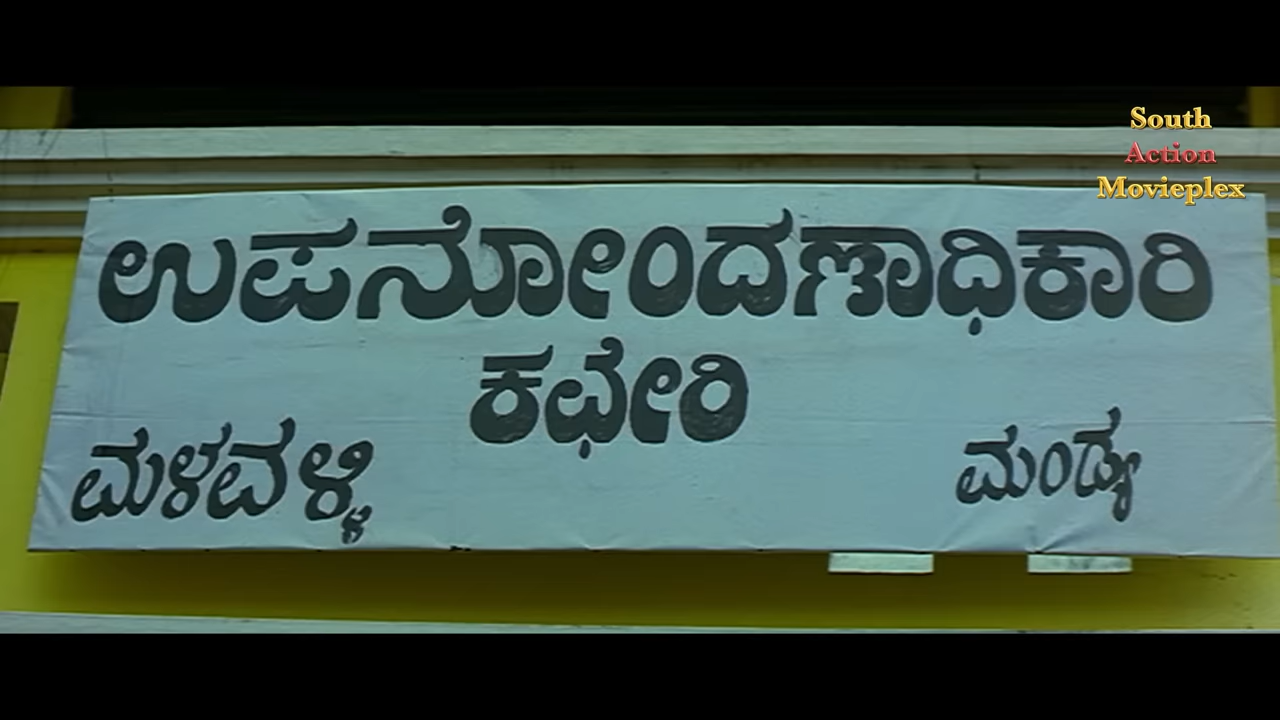 South
Action
Movieplex
ಉಪನೋಂದಣಾಧಿಕಾರಿ
ಕಛೇರಿ
ಮಳವಳ್ಳಿ ಮಂಡ್ಯ